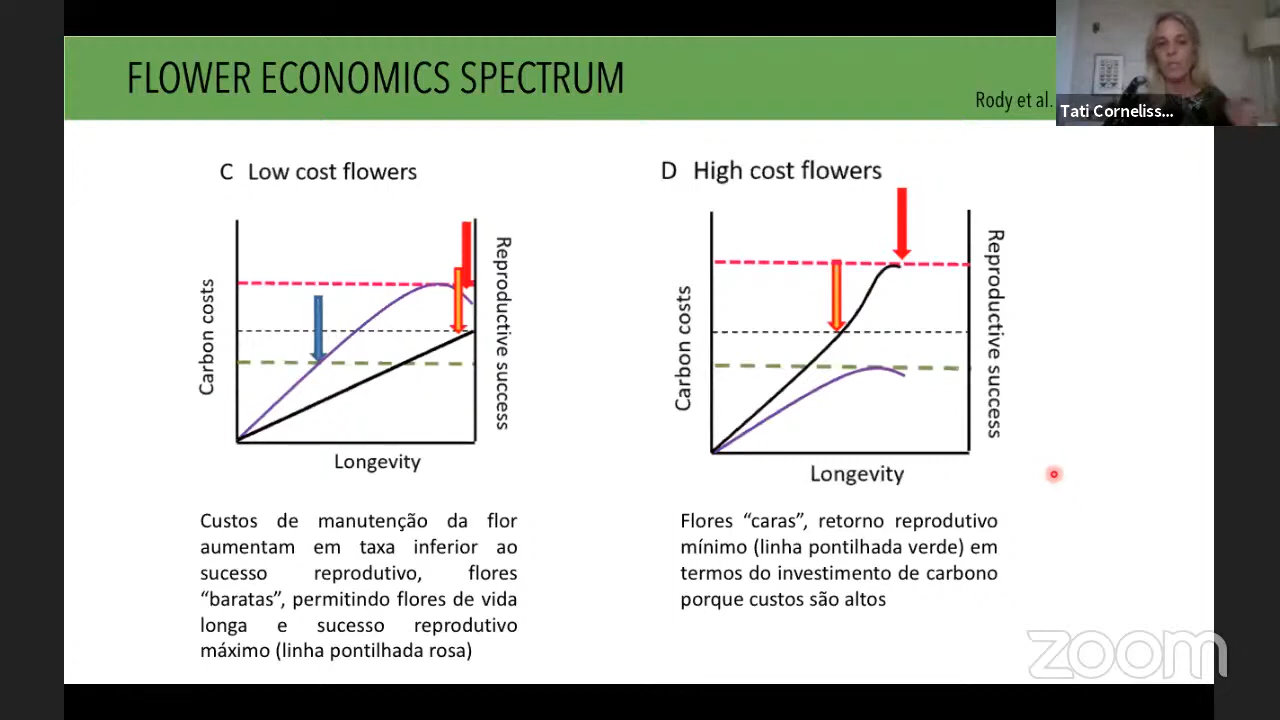 FLOWER ECONOMICS SPECTRUM
Rody et al.
Tati Corneliss...
C Low cost flowers
Carbon costs
Reproductive success
Longevity
Custos de manutenção da flor
aumentam em taxa inferior ao
sucesso reprodutivo, flores
“baratas”, permitindo flores de vida
longa e sucesso reprodutivo
máximo (linha pontilhada rosa)
D High cost flowers
Carbon costs
Reproductive success
Longevity
Flores “caras”, retorno reprodutivo
mínimo (linha pontilhada verde) em
termos do investimento de carbono
porque custos são altos
zoom